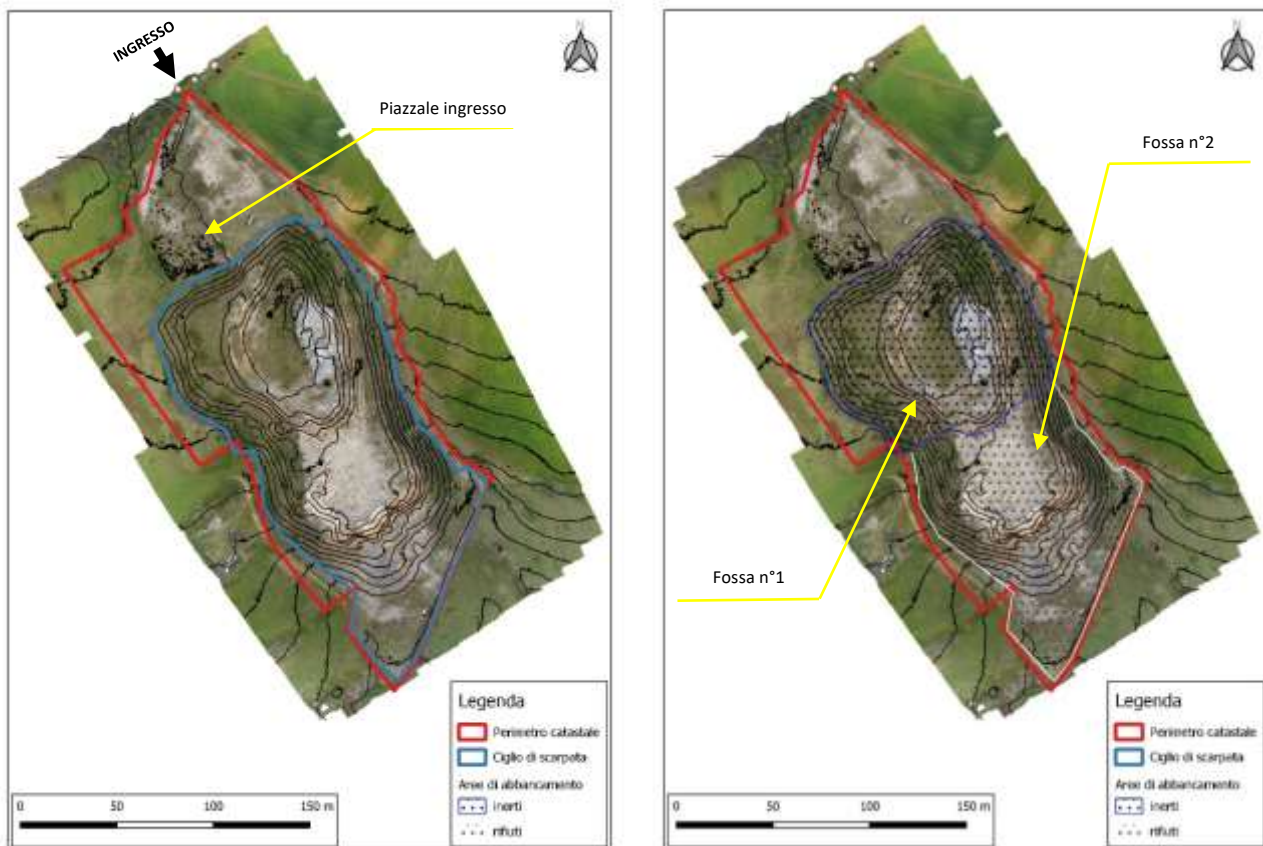 INGRESSO
N
Piazzale ingresso
Legenda
Perimetro catastale
Ciglio di scarpata
Aree di abbancamento
inerti
rifiuti
0 50 100 150 m
N
Fossa n°2
Fossa n°1
Legenda
Perimetro catastale
Ciglio di scarpata
Aree di abbancamento
inerti
rifiuti
0 50 100 150 m